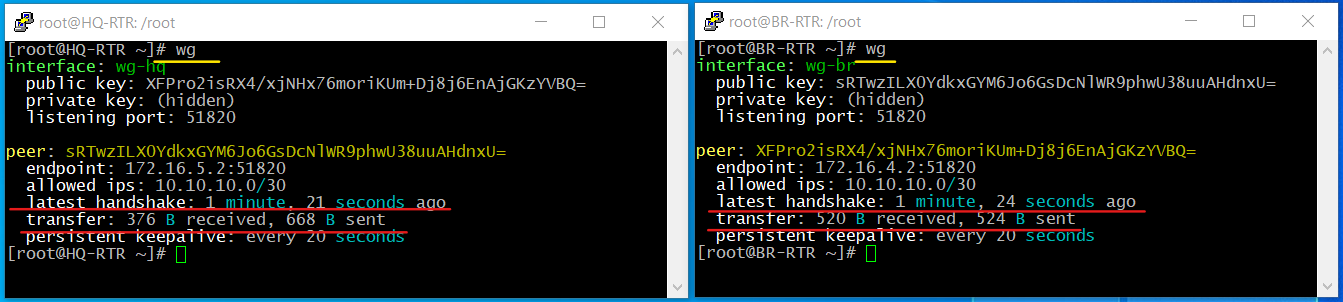 root@HQ-RTR: /root
[root@HQ-RTR ~]# wg
interface: wg-hq
  public key: XFPro2isRX4/xjNHx76moriKUm+Dj8j6EnAjGKzYVBQ=
  private key: (hidden)
  listening port: 51820
peer: sRTwzILXOYdkxGYM6Jo6GsDcNlWR9phwU38uuAHdnxU=
  endpoint: 172.16.5.2:51820
  allowed ips: 10.10.10.0/30
  latest handshake: 1 minute, 21 seconds ago
  transfer: 376 B received, 668 B sent
  persistent keepalive: every 20 seconds
[root@HQ-RTR ~]#
root@BR-RTR: /root
[root@BR-RTR ~]# wg
interface: wg-br
  public key: sRTwzILXOYdkxGYM6Jo6GsDcNlWR9phwU38uuAHdnxU=
  private key: (hidden)
  listening port: 51820
peer: XFPro2isRX4/xjNHx76moriKUm+Dj8j6EnAjGKzYVBQ=
  endpoint: 172.16.4.2:51820
  allowed ips: 10.10.10.0/30
  latest handshake: 1 minute, 24 seconds ago
  transfer: 520 B received, 524 B sent
  persistent keepalive: every 20 seconds
[root@BR-RTR ~]#